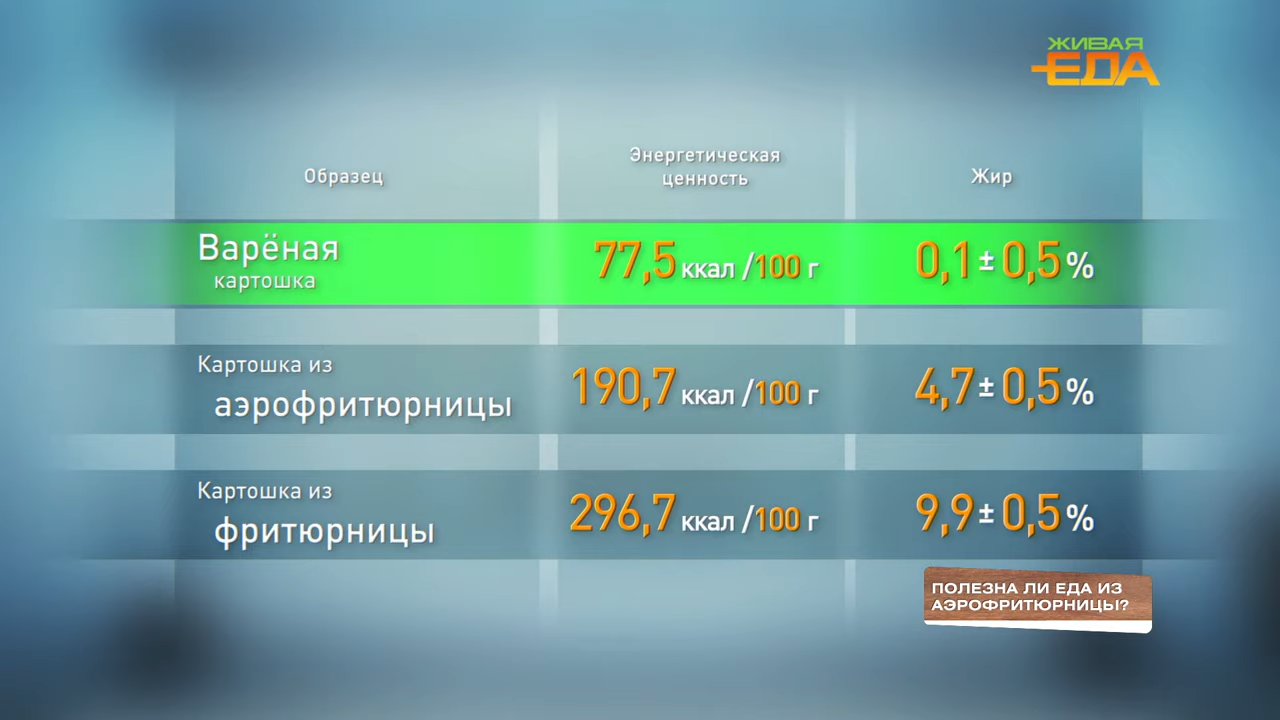 ЖИВАЯ
ЕДА
Образец
Энергетическая
ценность
Жир
Варёная
картошка
77,5 ккал /100 г
0,1 ± 0,5 %
Картошка из
аэрофритюрницы
190,7 ккал /100 г
4,7 ± 0,5 %
Картошка из
фритюрницы
296,7 ккал /100 г
9,9 ± 0,5 %
ПОЛЕЗНА ЛИ ЕДА ИЗ
АЭРОФРИТЮРНИЦЫ?